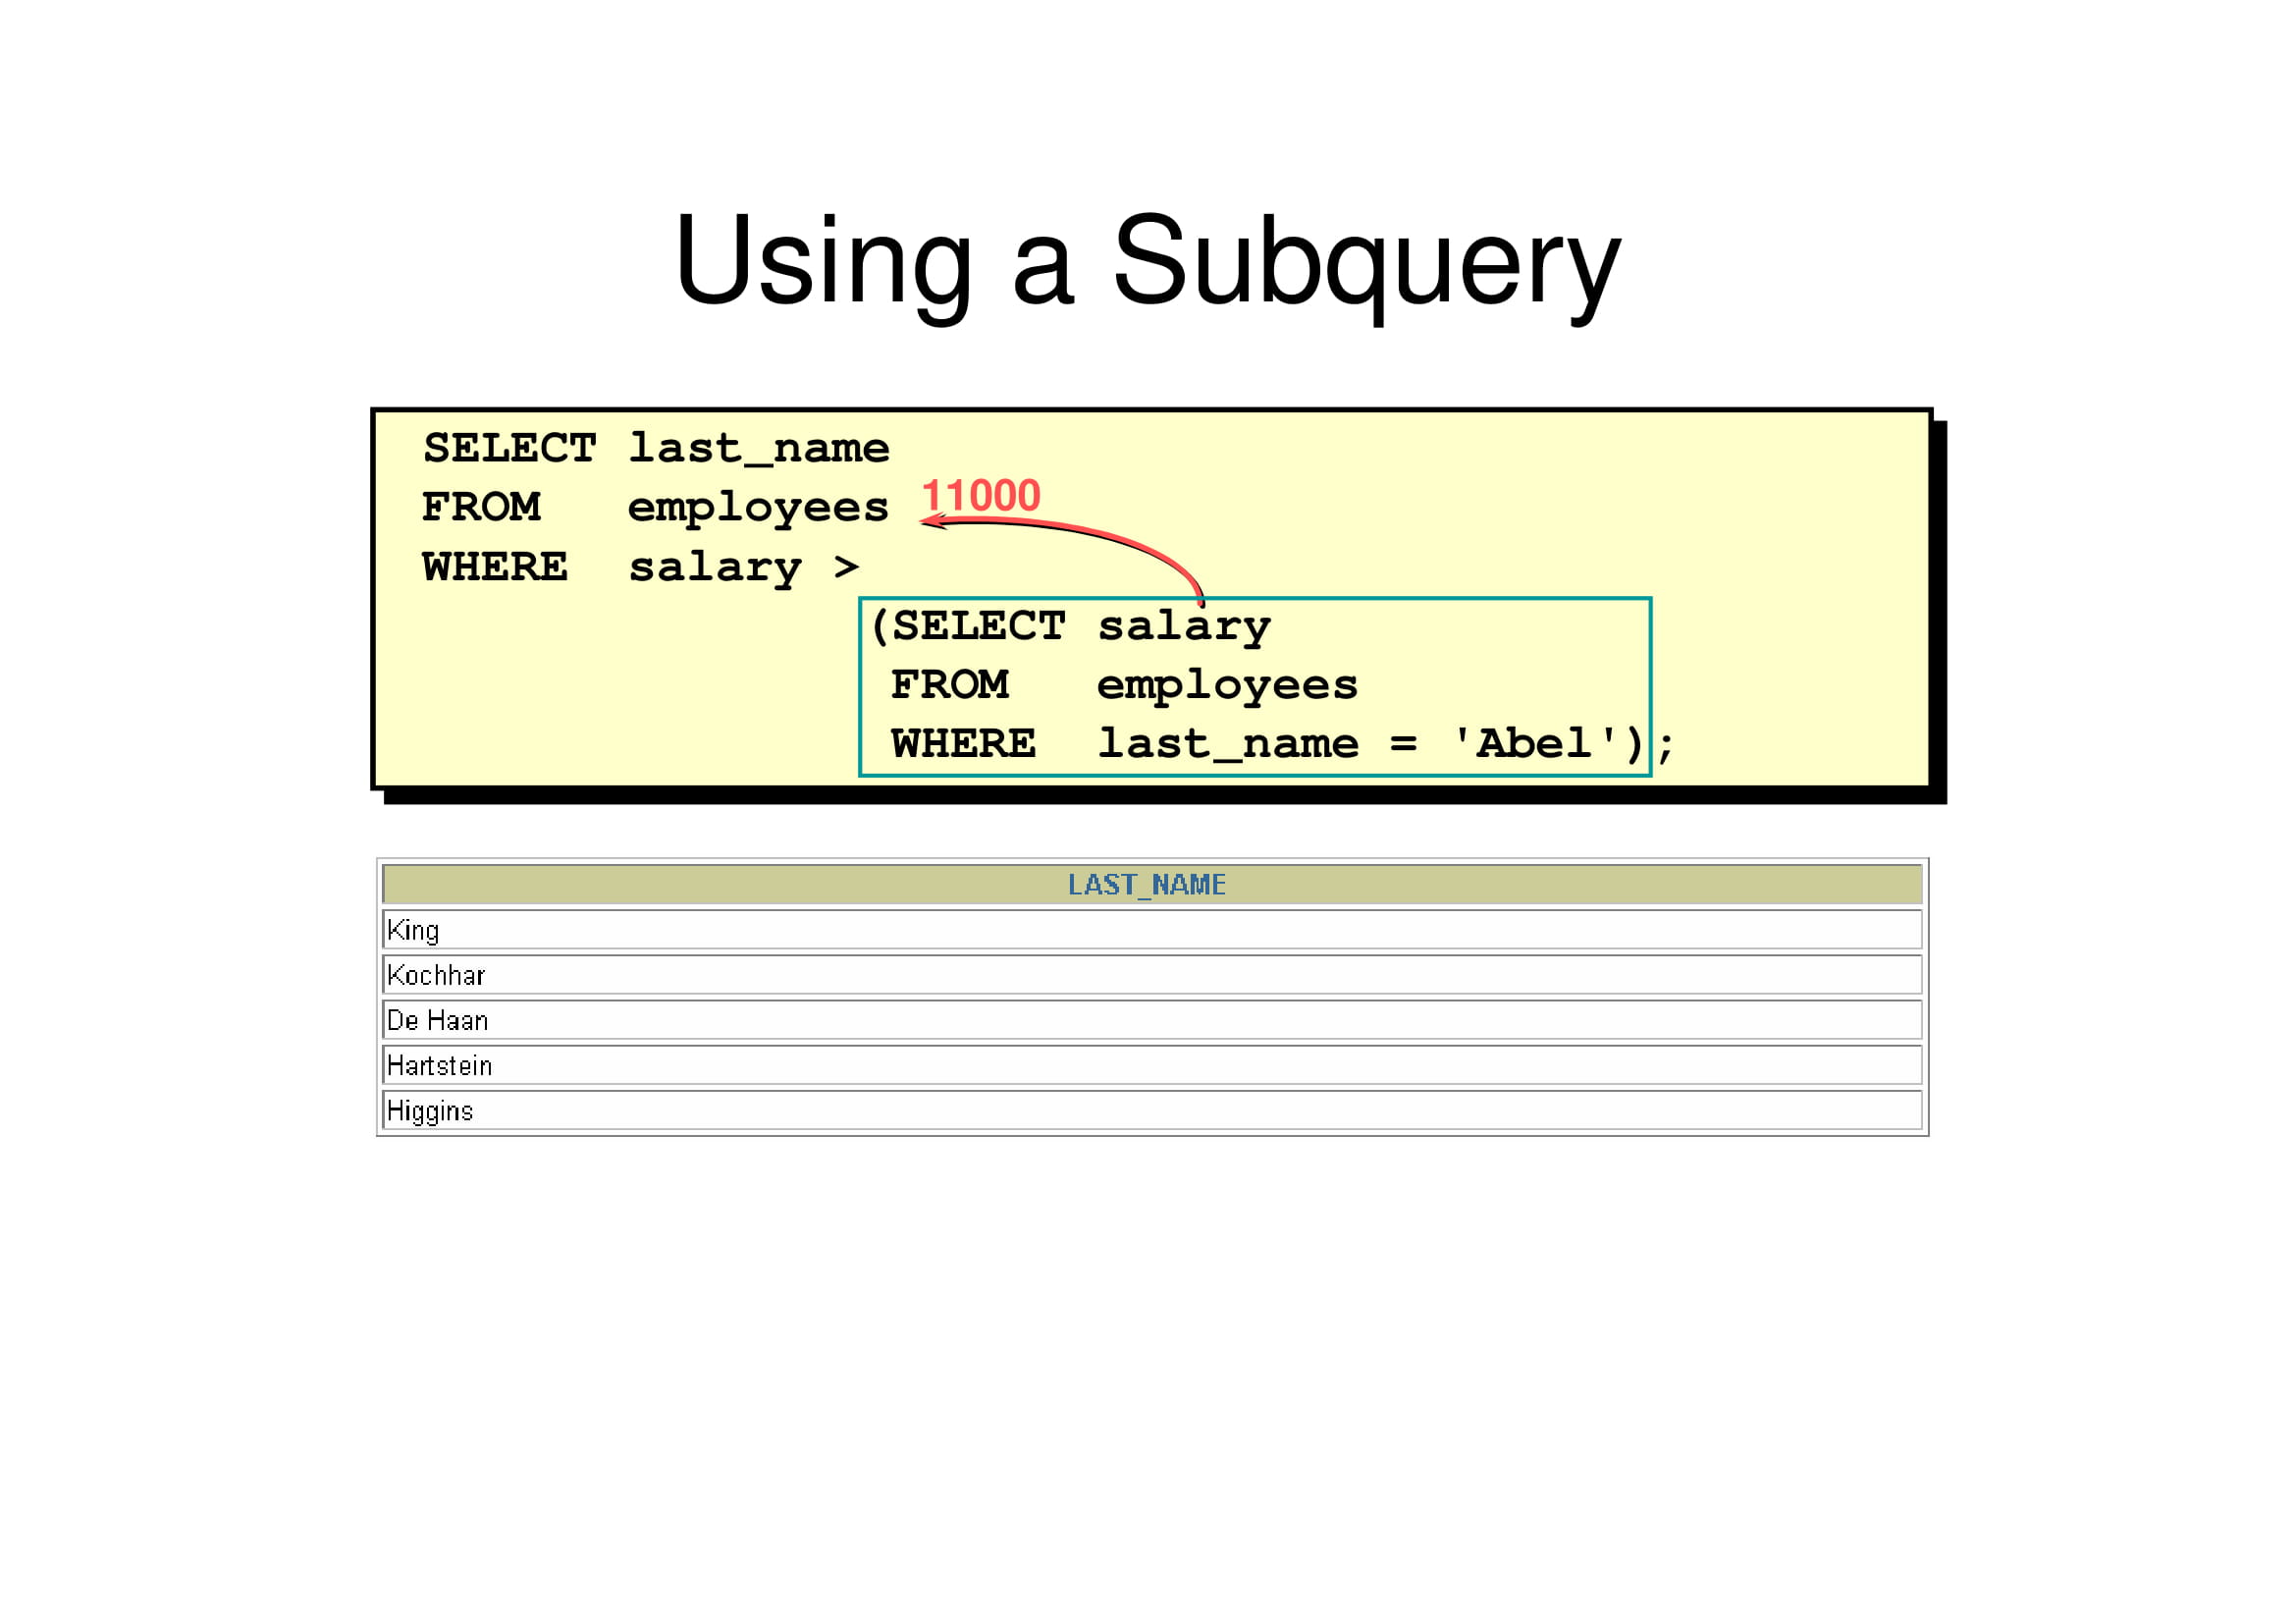 Using a Subquery
SELECT last_name
FROM employees 11000
WHERE salary >
(SELECT salary
FROM employees
WHERE last_name = 'Abel');
LAST_NAME
King
Kochhar
De Haan
Hartstein
Higgins